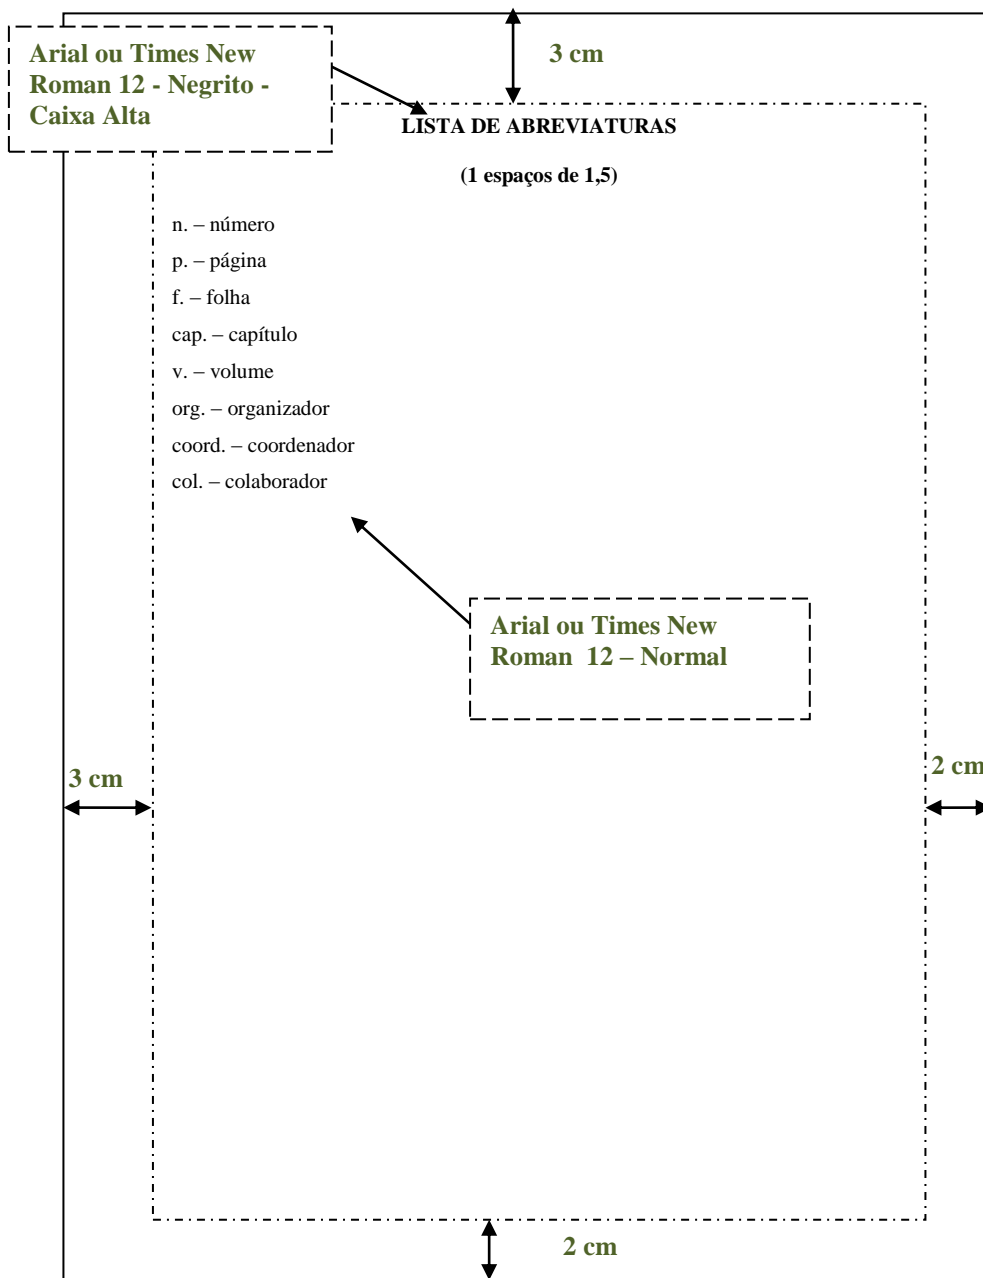 Arial ou Times New
Roman 12 - Negrito -
Caixa Alta
3 cm
LISTA DE ABREVIATURAS
(1 espaços de 1,5)
n. – número
p. – página
f. – folha
cap. – capítulo
v. – volume
org. – organizador
coord. – coordenador
col. – colaborador
Arial ou Times New
Roman  12 – Normal
3 cm
2 cm
2 cm